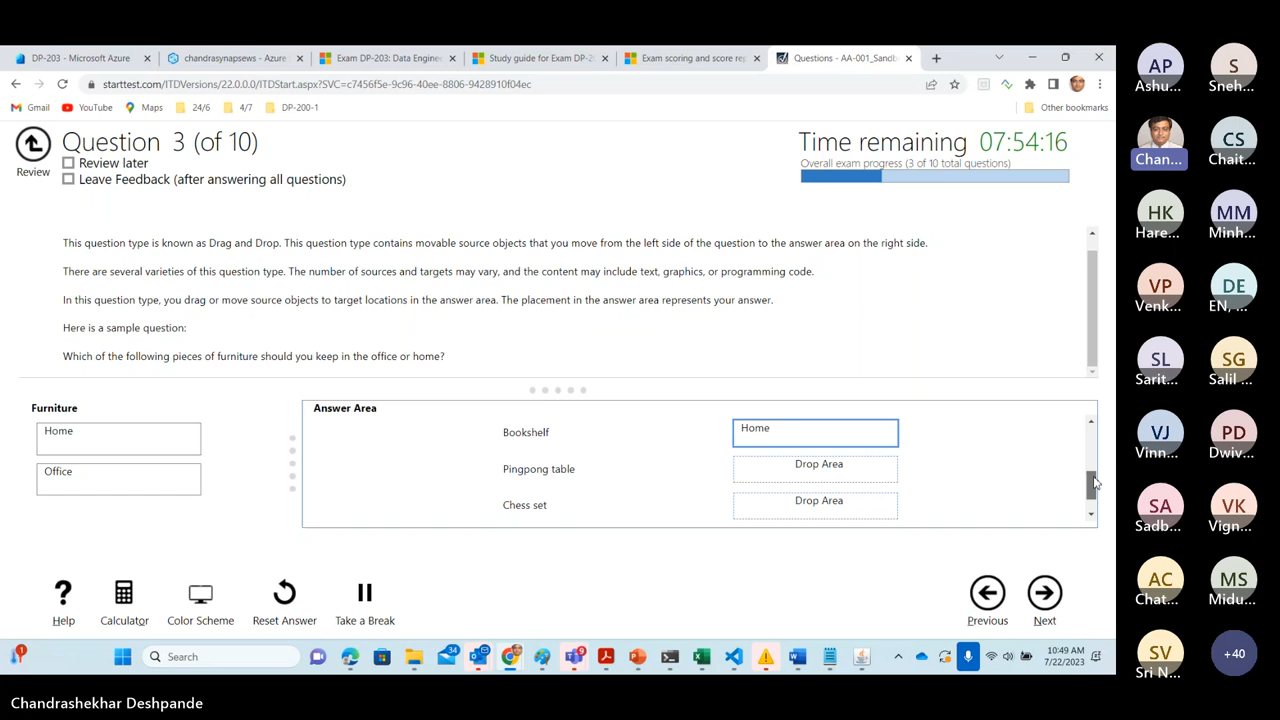 DP-203 - Microsoft Azure
chandrasynapsews - Azure
Exam DP-203: Data Enginee
Study guide for Exam DP-20
Exam scoring and score rep
Questions - AA-001_Sandb
starttest.com/ITDVersions/22.0.0.0/ITDStart.aspx?SVC=c7456f5e-9c96-40ee-8806-9428910f04ec
Gmail
YouTube
Maps
24/6
4/7
DP-200-1
Other bookmarks
Review
Question 3 (of 10)
Review later
Leave Feedback (after answering all questions)
Time remaining 07:54:16
Overall exam progress (3 of 10 total questions)
This question type is known as Drag and Drop. This question type contains movable source objects that you move from the left side of the question to the answer area on the right side.
There are several varieties of this question type. The number of sources and targets may vary, and the content may include text, graphics, or programming code.
In this question type, you drag or move source objects to target locations in the answer area. The placement in the answer area represents your answer.
Here is a sample question:
Which of the following pieces of furniture should you keep in the office or home?
Furniture
Home
Office
Answer Area
Bookshelf
Home
Pingpong table
Drop Area
Chess set
Drop Area
Help
Calculator
Color Scheme
Reset Answer
Take a Break
Previous
Next
1
Search
34
9
10:49 AM
7/22/2023
AP
Ashu...
S
Sneh...
Chan...
CS
Chait...
HK
Hare...
MM
Minh...
VP
Venk...
DE
EN, ...
SL
Sarit...
SG
Salil ...
VJ
Vinn...
PD
Dwiv...
SA
Sadb...
VK
Vign...
AC
Chat...
MS
Midu...
SV
Sri N...
+40
Chandrashekhar Deshpande